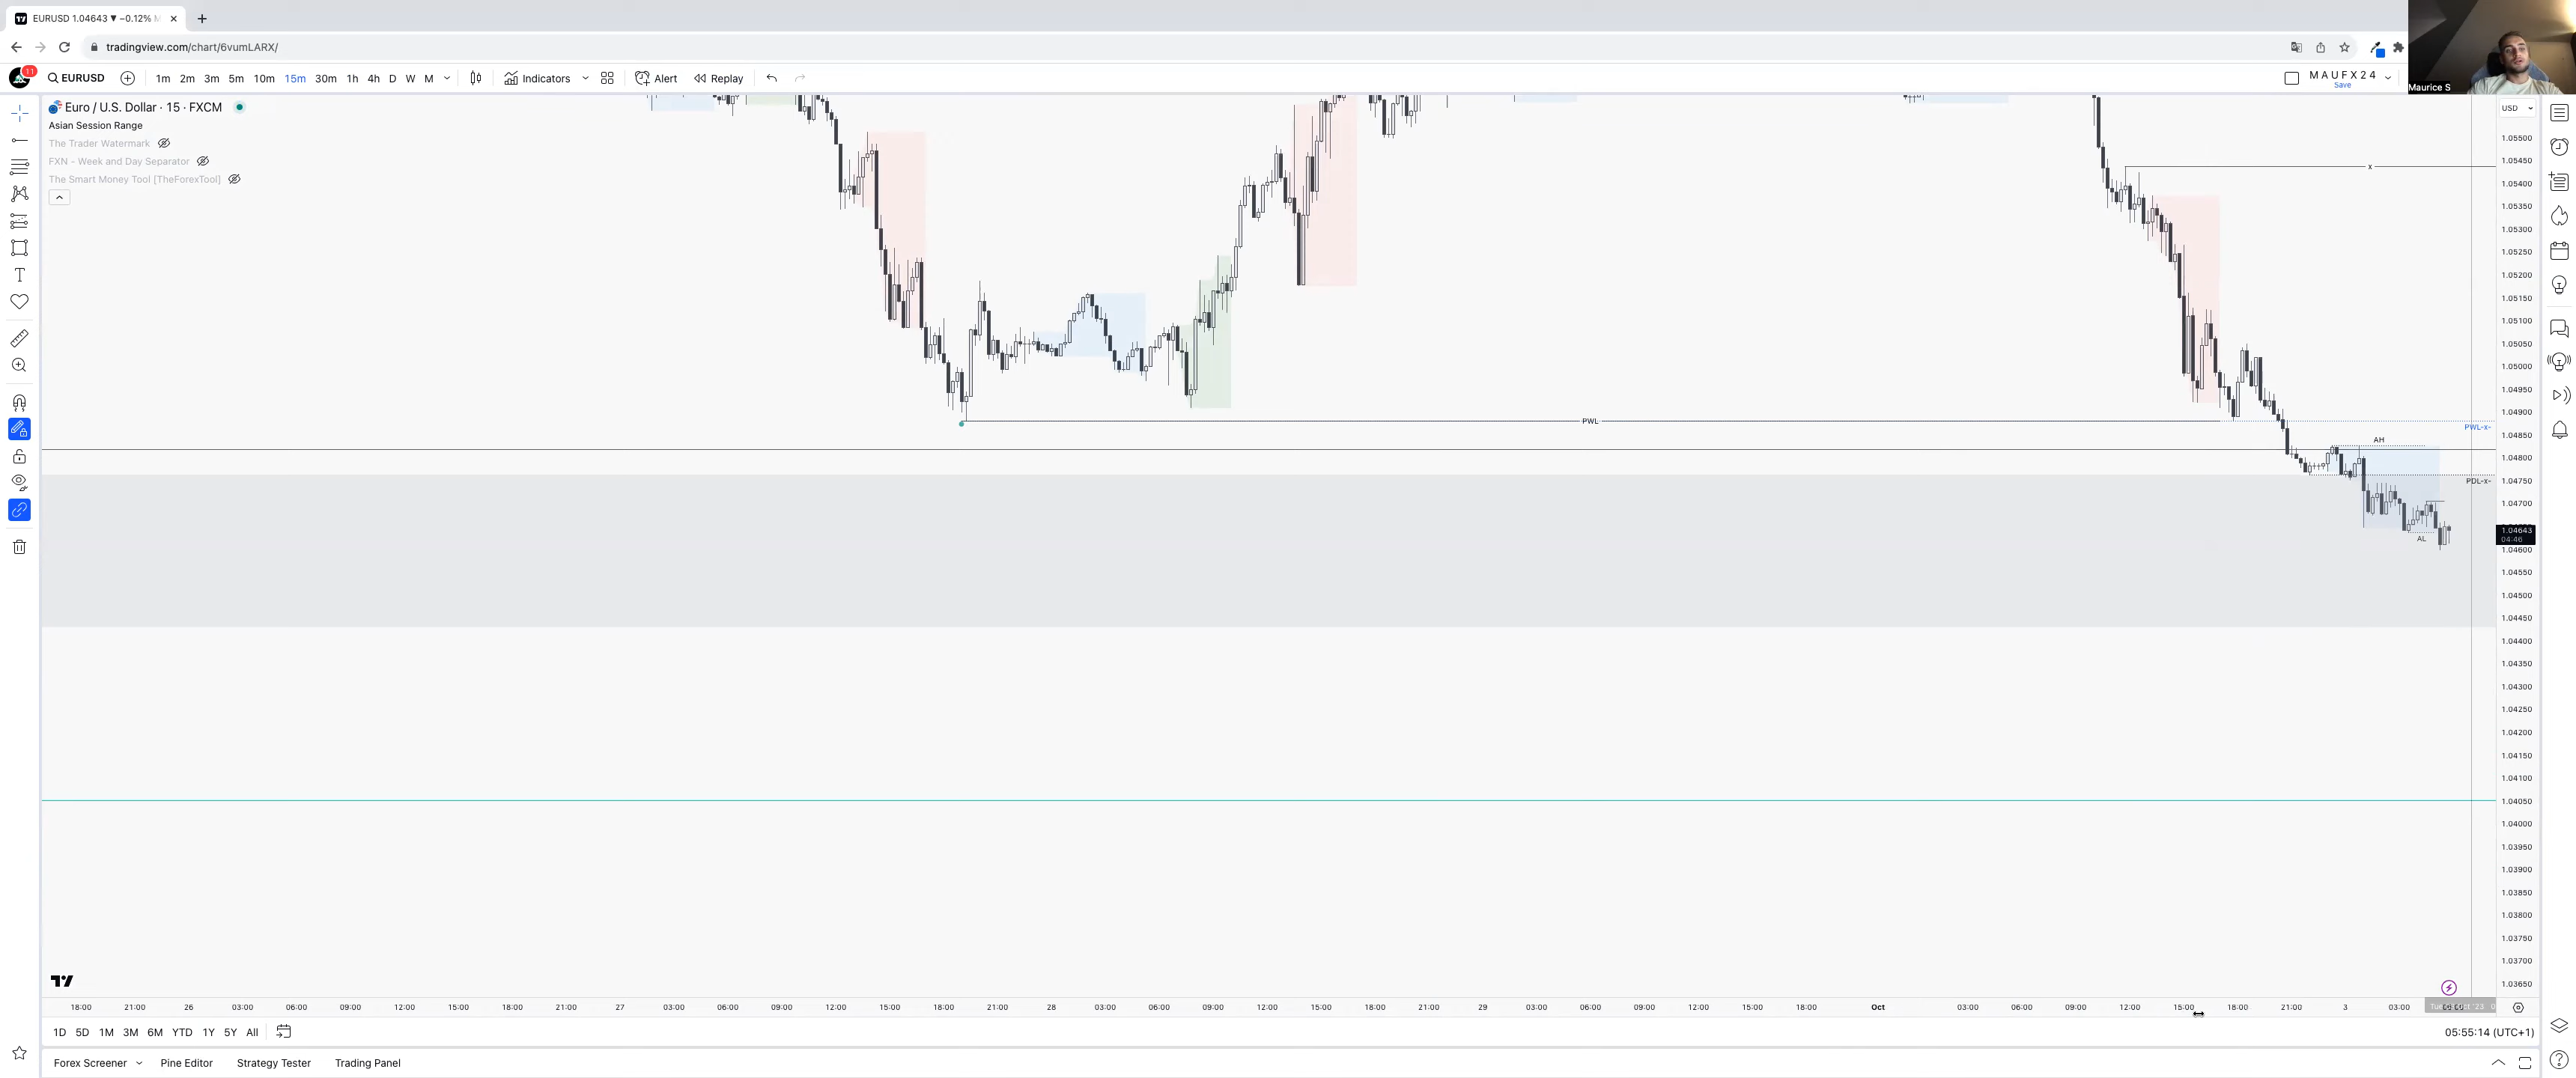 EURUSD 1.04643 ▼ −0.12% M
tradingview.com/chart/6vumLARX/
11 EURUSD 1m 2m 3m 5m 10m 15m 30m 1h 4h D W M Indicators Alert Replay
MAUFX24
Save
Maurice S
Euro / U.S. Dollar · 15 · FXCM
Asian Session Range
The Trader Watermark
FXN - Week and Day Separator
The Smart Money Tool [TheForexTool]
USD
1.05500
1.05450
1.05400
1.05350
1.05300
1.05250
1.05200
1.05150
1.05100
1.05050
1.05000
1.04950
1.04900
1.04850
1.04800
1.04750
1.04700
1.04643
04:46
1.04600
1.04550
1.04500
1.04450
1.04400
1.04350
1.04300
1.04250
1.04200
1.04150
1.04100
1.04050
1.04000
1.03950
1.03900
1.03850
1.03800
1.03750
1.03700
1.03650
x
PWL
PWL-x-
AH
PDL-x-
AL
18:00 21:00 26 03:00 06:00 09:00 12:00 15:00 18:00 21:00 27 03:00 06:00 09:00 12:00 15:00 18:00 21:00 28 03:00 06:00 09:00 12:00 15:00 18:00 21:00 29 03:00 06:00 09:00 12:00 15:00 18:00 Oct 03:00 06:00 09:00 12:00 15:00 18:00 21:00 3 03:00
1D 5D 1M 3M 6M YTD 1Y 5Y All
05:55:14 (UTC+1)
Forex Screener Pine Editor Strategy Tester Trading Panel